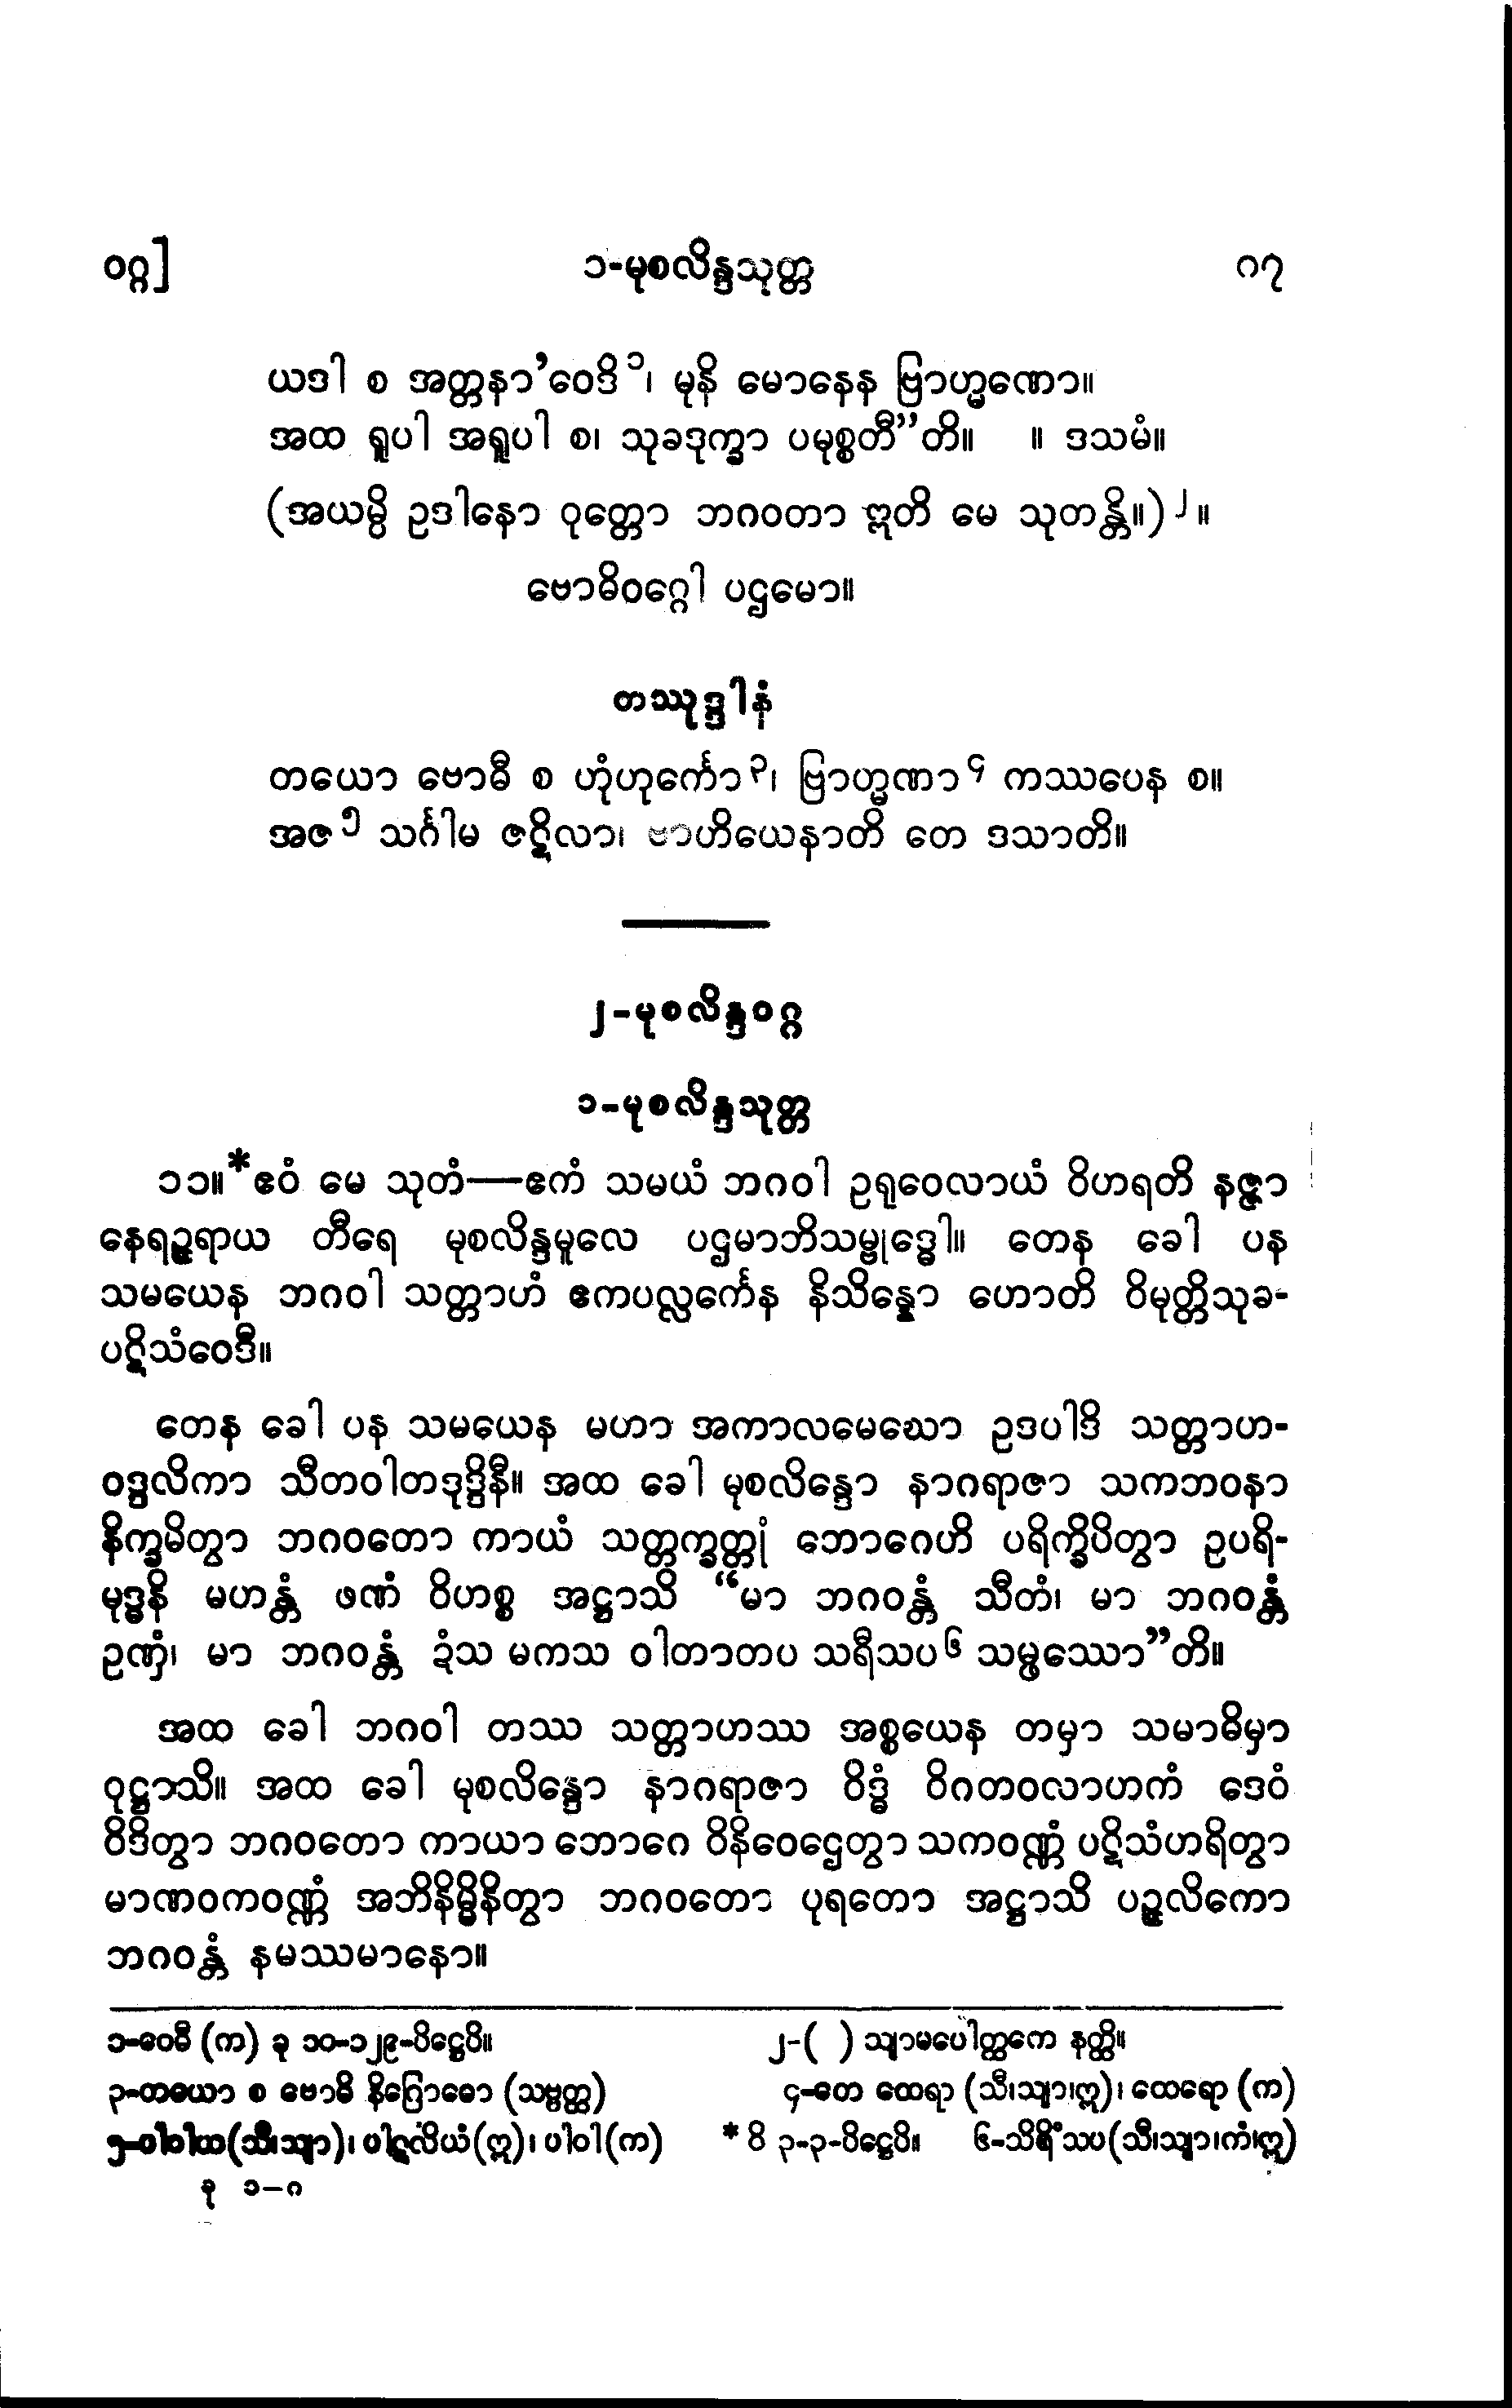 ဝဂ္ဂ] ၁-မုစလိန္ဒသုတ္တ ဂ၇
ယဒါ စ အတ္တနာ’ဝေဒိ၁၊ မုနိ မောနေန ဗြာဟ္မဏော။
အထ ရူပါ အရူပါ စ၊ သုခဒုက္ခာ ပမုစ္စတီ”တိ။ ။ ဒသမံ။
(အယမ္ပိ ဥဒါနော ဝုတ္တော ဘဂဝတာ ဣတိ မေ သုတန္တိ။)၂။
ဗောဓိဝဂ္ဂေါ ပဌမော။
တဿုဒ္ဒါနံ
တယော ဗောဓီ စ ဟုံဟုင်္ကော၃၊ ဗြာဟ္မဏာ၄ ကဿပေန စ။
အဇ၅ သင်္ဂါမ ဇဋိလာ၊ ဗာဟိယေနာတိ တေ ဒသာတိ။
၂-မုစလိန္ဒဝဂ္ဂ
၁-မုစလိန္ဒသုတ္တ
၁၁။*ဧဝံ မေ သုတံ—ဧကံ သမယံ ဘဂဝါ ဥရုဝေလာယံ ဝိဟရတိ နဇ္ဇာ
နေရဉ္ဇရာယ တီရေ မုစလိန္ဒမူလေ ပဌမာဘိသမ္ဗုဒ္ဓေါ။ တေန ခေါ ပန
သမယေန ဘဂဝါ သတ္တာဟံ ဧကပလ္လင်္ကေန နိသိန္နော ဟောတိ ဝိမုတ္တိသုခ-
ပဋိသံဝေဒီ။
တေန ခေါ ပန သမယေန မဟာ အကာလမေဃော ဥဒပါဒိ သတ္တာဟ-
ဝဒ္ဒလိကာ သီတဝါတဒုဒ္ဒိနီ။ အထ ခေါ မုစလိန္ဒော နာဂရာဇာ သကဘဝနာ
နိက္ခမိတွာ ဘဂဝတော ကာယံ သတ္တက္ခတ္တုံ ဘောဂေဟိ ပရိက္ခိပိတွာ ဥပရိ-
မုဒ္ဓနိ မဟန္တံ ဖဏံ ဝိဟစ္စ အဋ္ဌာသိ “မာ ဘဂဝန္တံ သီတံ၊ မာ ဘဂဝန္တံ
ဥဏှံ၊ မာ ဘဂဝန္တံ ဍံသ မကသ ဝါတာတပ သရီသပ၆ သမ္ဖဿော”တိ။
အထ ခေါ ဘဂဝါ တဿ သတ္တာဟဿ အစ္စယေန တမှာ သမာဓိမှာ
ဝုဋ္ဌာသိ။ အထ ခေါ မုစလိန္ဒော နာဂရာဇာ ဝိဒ္ဓံ ဝိဂတဝလာဟကံ ဒေဝံ
ဝိဒိတွာ ဘဂဝတော ကာယာ ဘောဂေ ဝိနိဝေဌေတွာ သကဝဏ္ဏံ ပဋိသံဟရိတွာ
မာဏဝကဝဏ္ဏံ အဘိနိမ္မိနိတွာ ဘဂဝတော ပုရတော အဋ္ဌာသိ ပဉ္ဇလိကော
ဘဂဝန္တံ နမဿမာနော။
၁-ဝေဓိ (က) ခု ၁၀-၁၂၉-ပိဋ္ဌေပိ။ ၂-( ) သျာမပေါတ္ထကေ နတ္ထိ။
၃-တယော စ ဗောဓိ နိဂြောဓော (သဗ္ဗတ္ထ) ၄-တေ ထေရာ (သီ၊သျာ၊ဣ)၊ ထေရော (က)
၅-ပါဝါယ(သီ၊သျာ)၊ ပါဋလိယံ(ဣ)၊ ပါဝါ(က) * ဝိ ၃-၃-ပိဋ္ဌေပိ။ ၆-သိရိံသပ(သီ၊သျာ၊ကံ၊ဣ)
ခု ၁-ဂ